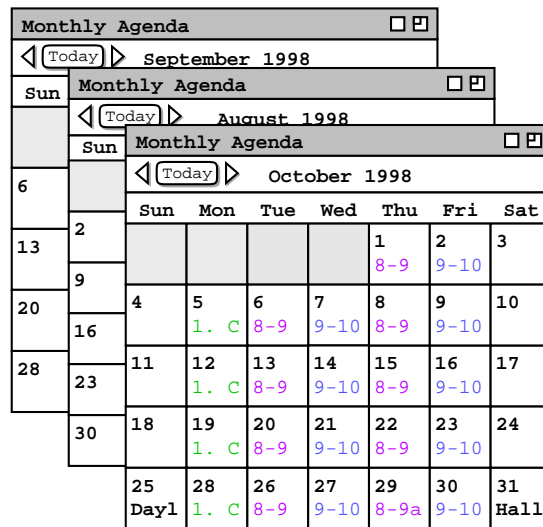 Monthly Agenda
Today September 1998
Sun
6
13
20
28
Monthly Agenda
Today August 1998
Sun
2
9
16
23
30
Monthly Agenda
Today October 1998
Sun Mon Tue Wed Thu Fri Sat
1 2 3
8-9 9-10
4 5 6 7 8 9 10
1. C 8-9 9-10 8-9 9-10
11 12 13 14 15 16 17
1. C 8-9 9-10 8-9 9-10
18 19 20 21 22 23 24
1. C 8-9 9-10 8-9 9-10
25 28 26 27 29 30 31
Dayl 1. C 8-9 9-10 8-9a 9-10 Hall